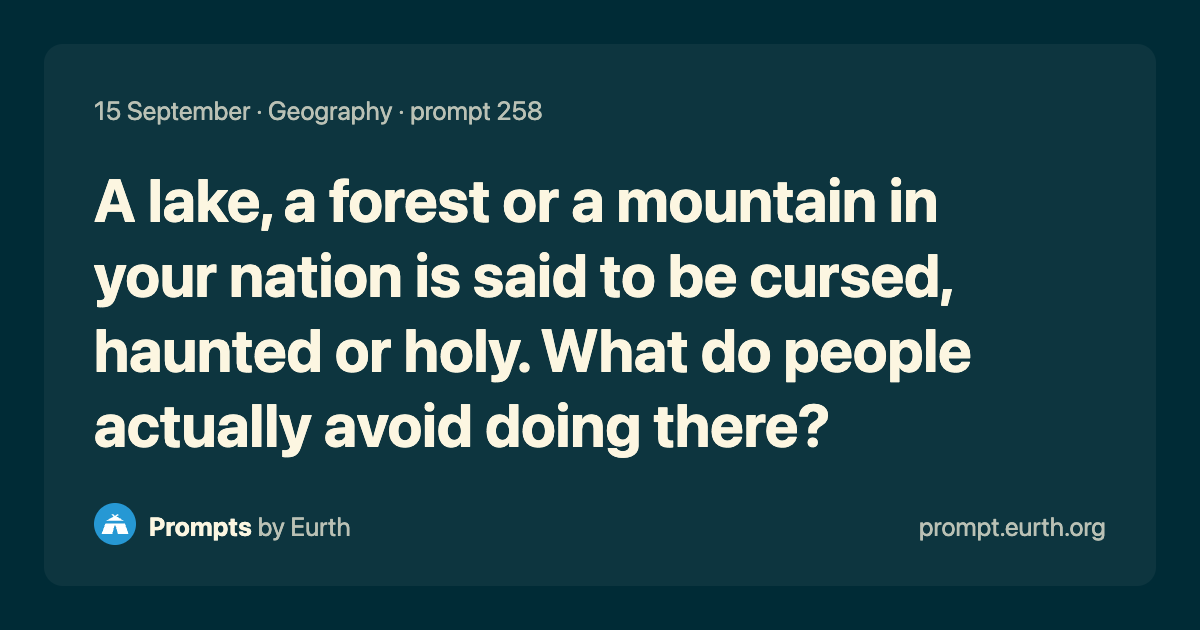 15 September · Geography · prompt 258
A lake, a forest or a mountain in
your nation is said to be cursed,
haunted or holy. What do people
actually avoid doing there?
Prompts by Eurth
prompt.eurth.org